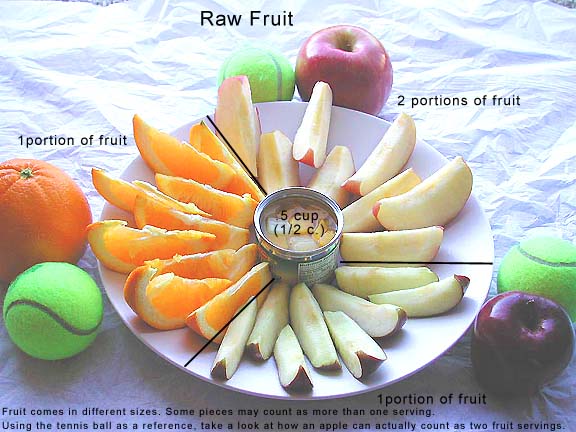 Raw Fruit
2 portions of fruit
1portion of fruit
5 cup
(1/2 c.)
1portion of fruit
Fruit comes in different sizes. Some pieces may count as more than one serving.
Using the tennis ball as a reference, take a look at how an apple can actually count as two fruit servings.